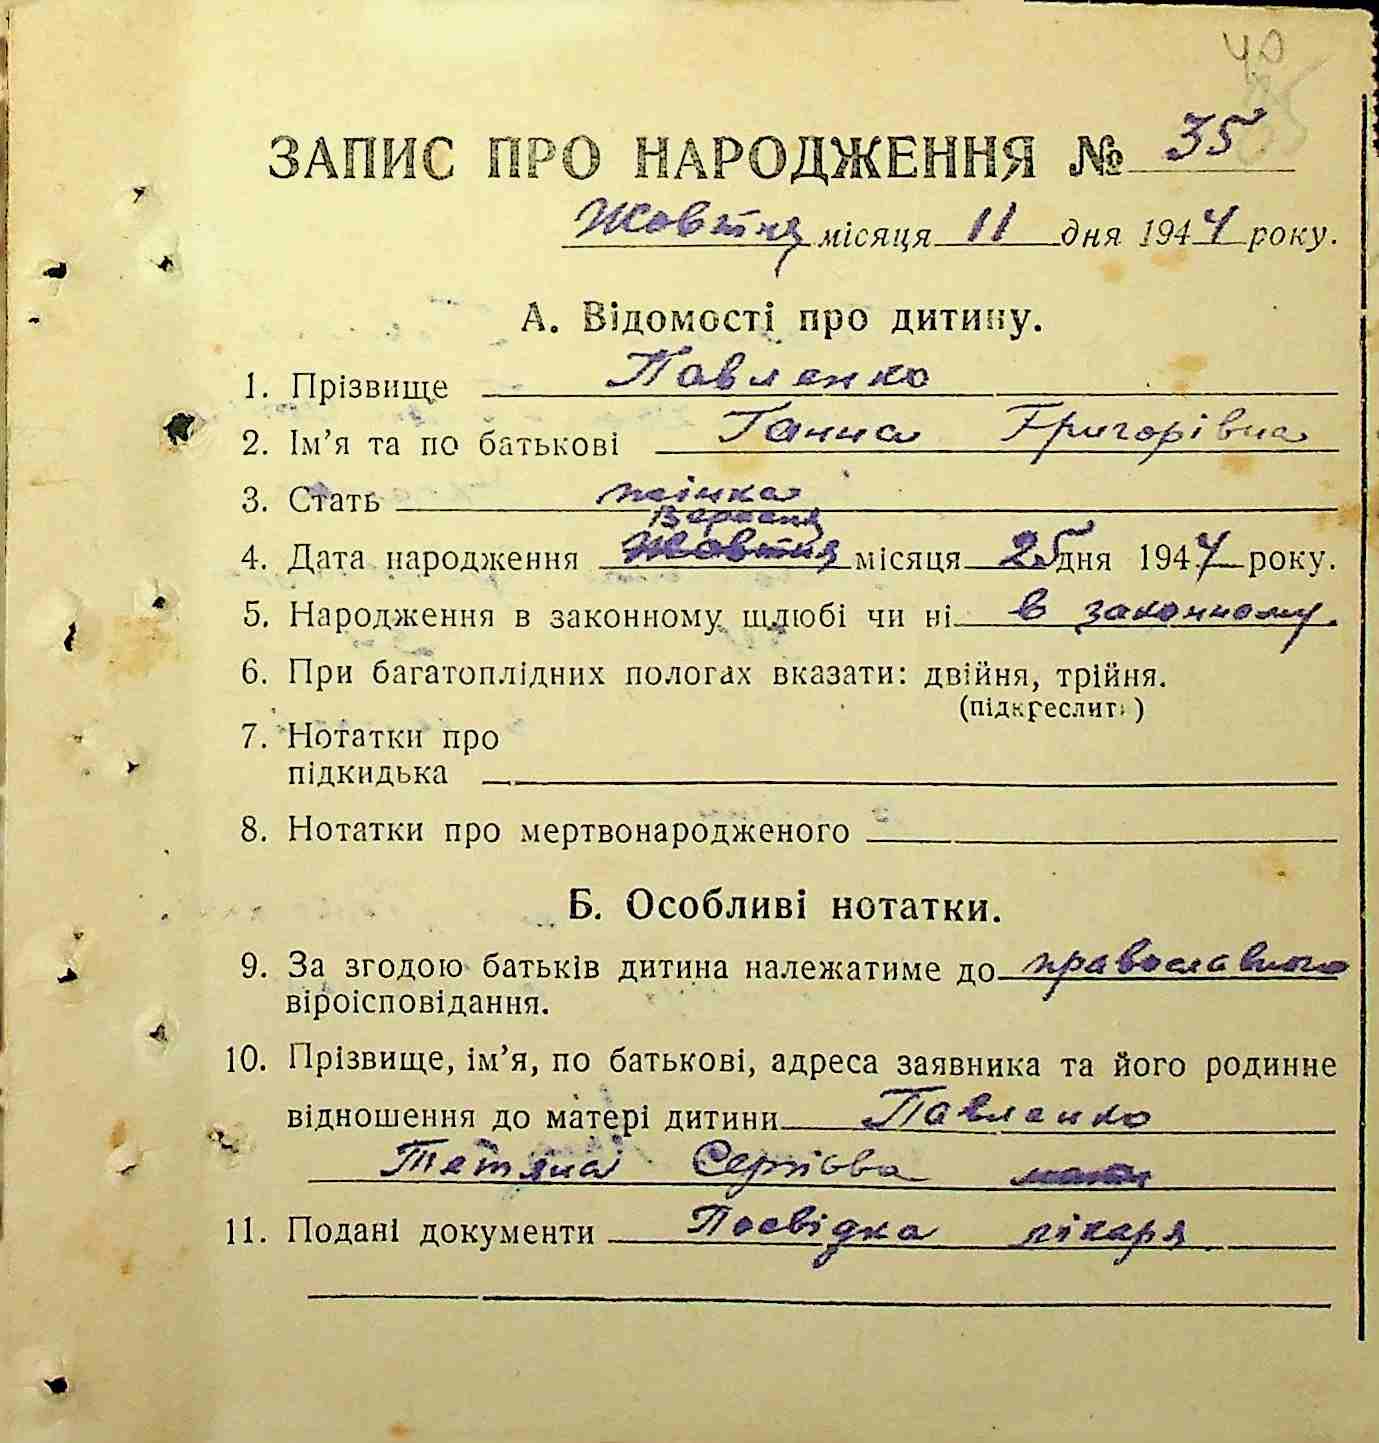 40
ЗАПИС ПРО НАРОДЖЕННЯ № 35
Жовтня місяця 11 дня 1944 року.
А. Відомості про дитину.
1. Прізвище Павленко
2. Ім'я та по батькові Ганна Григорівна
3. Стать жінка
Вересня
4. Дата народження Жовтня місяця 25 дня 1944 року.
5. Народження в законному шлюбі чи ні в законному.
6. При багатоплідних пологах вказати: двійня, трійня.
(підкреслити)
7. Нотатки про
підкидька
8. Нотатки про мертвонародженого
Б. Особливі нотатки.
9. За згодою батьків дитина належатиме до православного
віроісповідання.
10. Прізвище, ім'я, по батькові, адреса заявника та його родинне
відношення до матері дитини Павленко
Тетяна Сергієва мати
11. Подані документи Посвідка лікаря